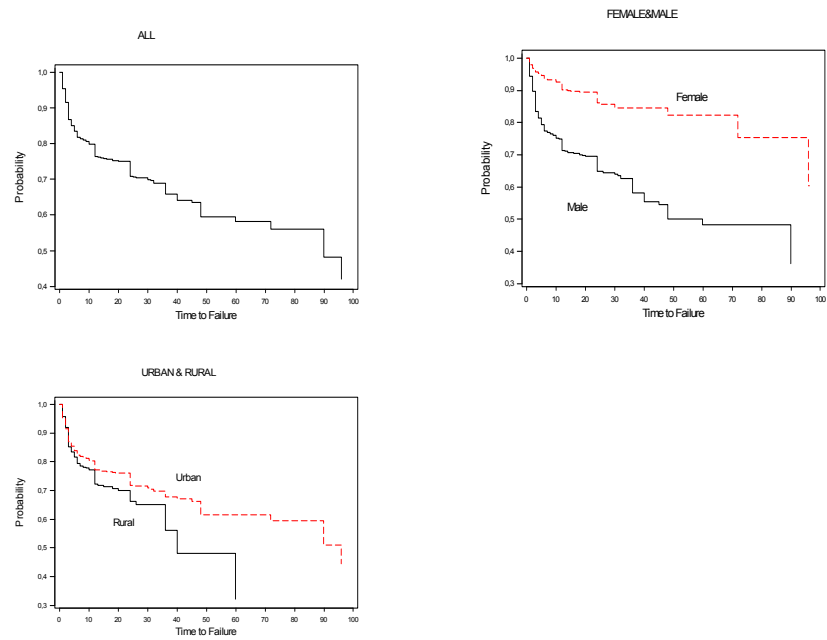 ALL
1,0
0,9
0,8
0,7
0,6
0,5
0,4
Probability
0 10 20 30 40 50 60 70 80 90 100
Time to Failure
FEMALE&MALE
1,0
0,9
0,8
0,7
0,6
0,5
0,4
0,3
Probability
Female
Male
0 10 20 30 40 50 60 70 80 90 100
Time to Failure
URBAN & RURAL
1,0
0,9
0,8
0,7
0,6
0,5
0,4
0,3
Probability
Urban
Rural
0 10 20 30 40 50 60 70 80 90 100
Time to Failure